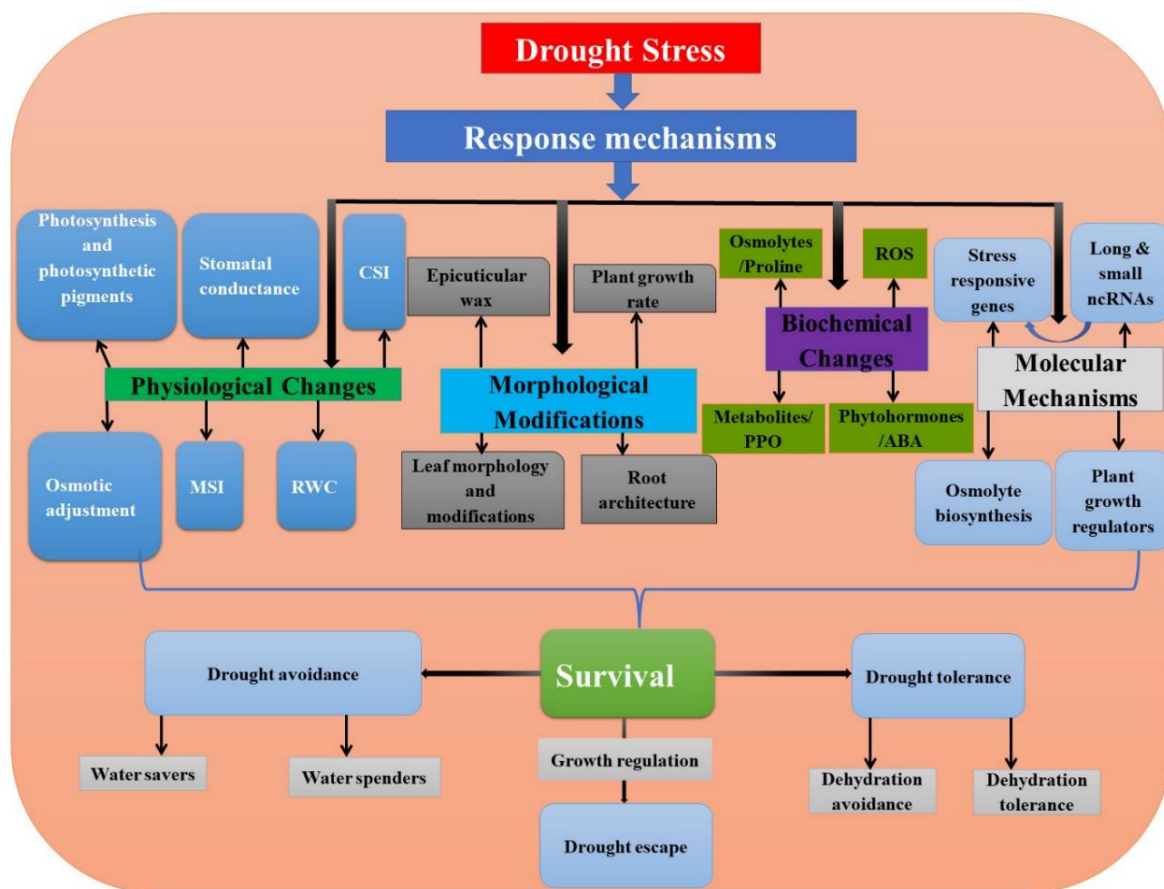 Drought Stress
Response mechanisms
Photosynthesis
and
photosynthetic
pigments
Stomatal
conductance
CSI
Epicuticular
wax
Plant growth
rate
Osmolytes
/Proline
ROS
Stress
responsive
genes
Long &
small
ncRNAs
Physiological Changes
Morphological
Modifications
Biochemical
Changes
Molecular
Mechanisms
Osmotic
adjustment
MSI
RWC
Leaf morphology
and
modifications
Root
architecture
Metabolites/
PPO
Phytohormones
/ABA
Osmolyte
biosynthesis
Plant
growth
regulators
Survival
Drought avoidance
Drought tolerance
Water savers
Water spenders
Growth regulation
Dehydration
avoidance
Dehydration
tolerance
Drought escape